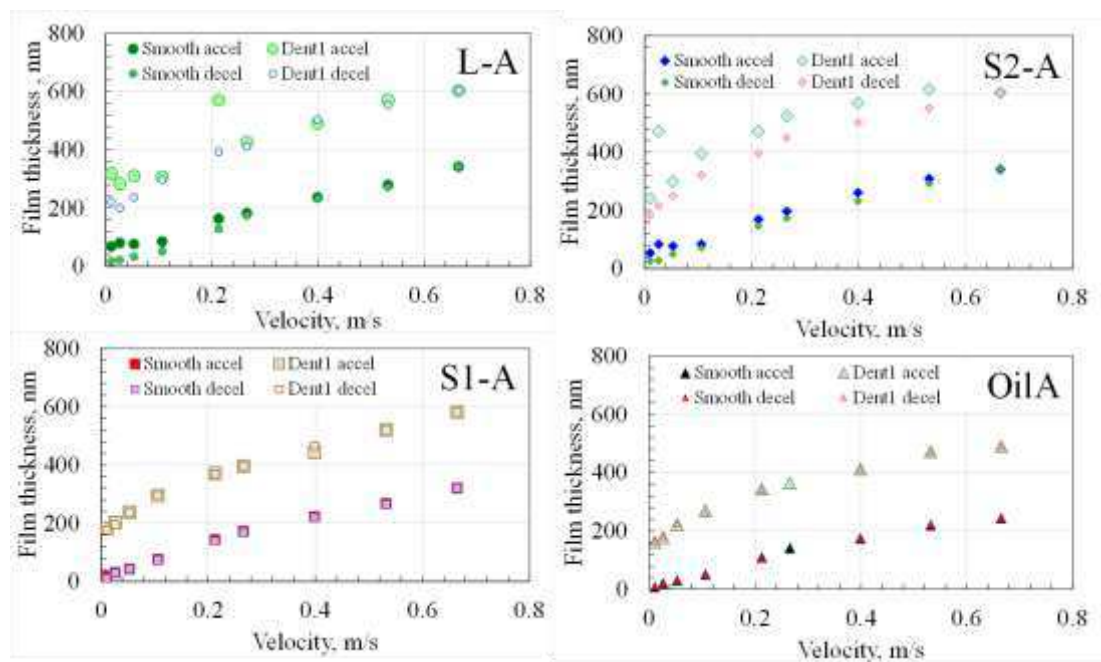 800
Smooth accel Dent1 accel
Smooth decel Dent1 decel
L-A
600
400
200
0
0 0.2 0.4 0.6 0.8
Film thickness, nm
Velocity, m/s
800
Smooth accel Dent1 accel
Smooth decel Dent1 decel
S2-A
600
400
200
0
0 0.2 0.4 0.6 0.8
Film thickness, nm
Velocity, m/s
800
Smooth accel Dent1 accel
Smooth decel Dent1 decel
S1-A
600
400
200
0
0 0.2 0.4 0.6 0.8
Film thickness, nm
Velocity, m/s
800
Smooth accel Dent1 accel
Smooth decel Dent1 decel
OilA
600
400
200
0
0 0.2 0.4 0.6 0.8
Film thickness, nm
Velocity, m/s